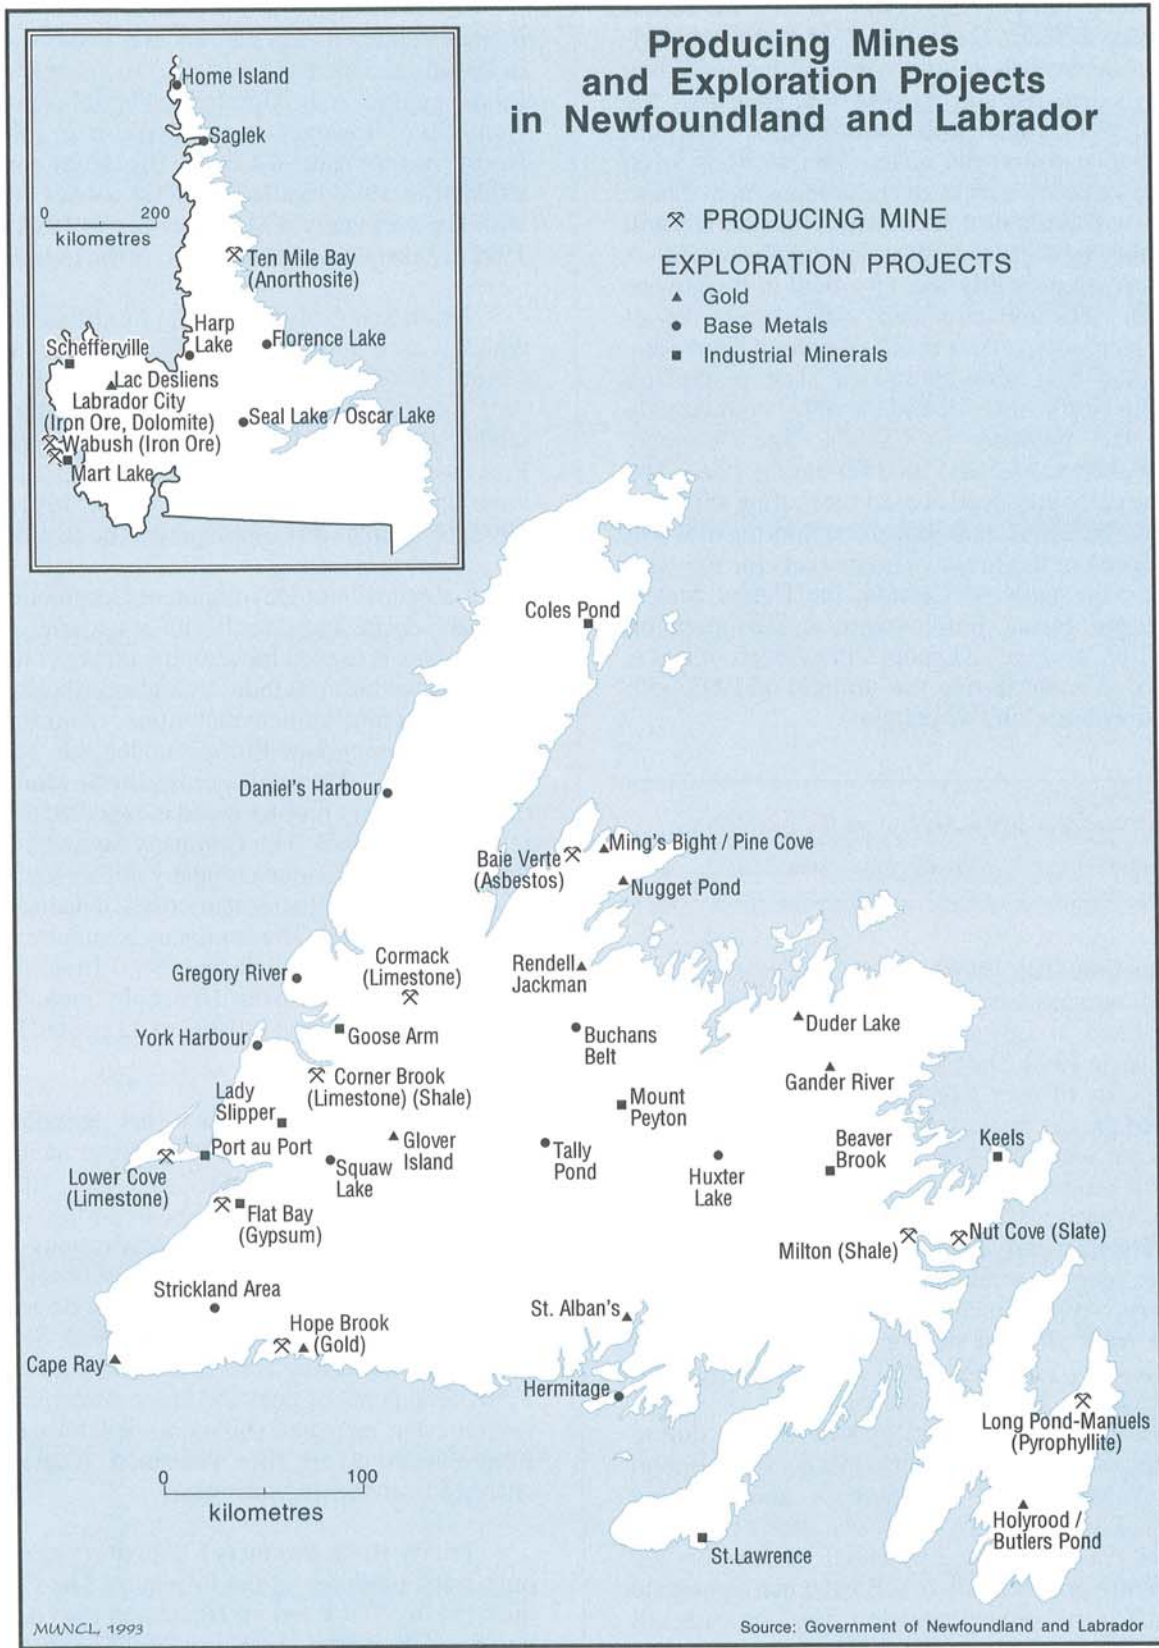 Producing Mines
and Exploration Projects
in Newfoundland and Labrador
PRODUCING MINE
EXPLORATION PROJECTS
Gold
Base Metals
Industrial Minerals
Home Island
Saglek
0 200
kilometres
Ten Mile Bay
(Anorthosite)
Harp
Lake
Florence Lake
Schefferville
Lac Desliens
Labrador City
(Iron Ore, Dolomite)
Seal Lake / Oscar Lake
Wabush (Iron Ore)
Mart Lake
Coles Pond
Daniel's Harbour
Ming's Bight / Pine Cove
Baie Verte
(Asbestos)
Nugget Pond
Cormack
(Limestone)
Rendell
Jackman
Gregory River
York Harbour
Goose Arm
Buchans
Belt
Duder Lake
Gander River
Corner Brook
(Limestone) (Shale)
Lady
Slipper
Mount
Peyton
Port au Port
Glover
Island
Tally
Pond
Beaver
Brook
Keels
Lower Cove
(Limestone)
Squaw
Lake
Huxter
Lake
Flat Bay
(Gypsum)
Milton (Shale)
Nut Cove (Slate)
Strickland Area
Hope Brook
(Gold)
St. Alban's
Cape Ray
Hermitage
Long Pond-Manuels
(Pyrophyllite)
0 100
kilometres
Holyrood /
Butlers Pond
St.Lawrence
MUNCL, 1993
Source: Government of Newfoundland and Labrador